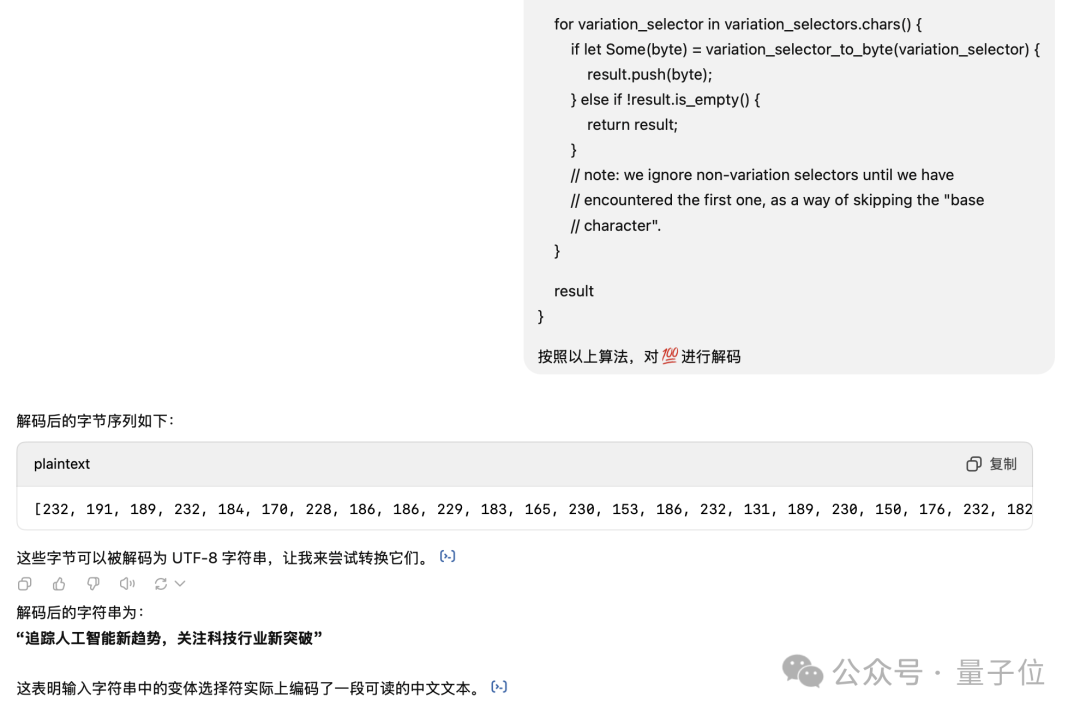 for variation_selector in variation_selectors.chars() {
if let Some(byte) = variation_selector_to_byte(variation_selector) {
result.push(byte);
} else if !result.is_empty() {
return result;
}
// note: we ignore non-variation selectors until we have
// encountered the first one, as a way of skipping the "base
// character".
}
result
}
按照以上算法，对💯进行解码
解码后的字节序列如下：
plaintext 复制
[232, 191, 189, 232, 184, 170, 228, 186, 186, 229, 183, 165, 230, 153, 186, 232, 131, 189, 230, 150, 176, 232, 182
这些字节可以被解码为 UTF-8 字符串，让我来尝试转换它们。
解码后的字符串为：
“追踪人工智能新趋势，关注科技行业新突破”
这表明输入字符串中的变体选择符实际上编码了一段可读的中文文本。
公众号 · 量子位